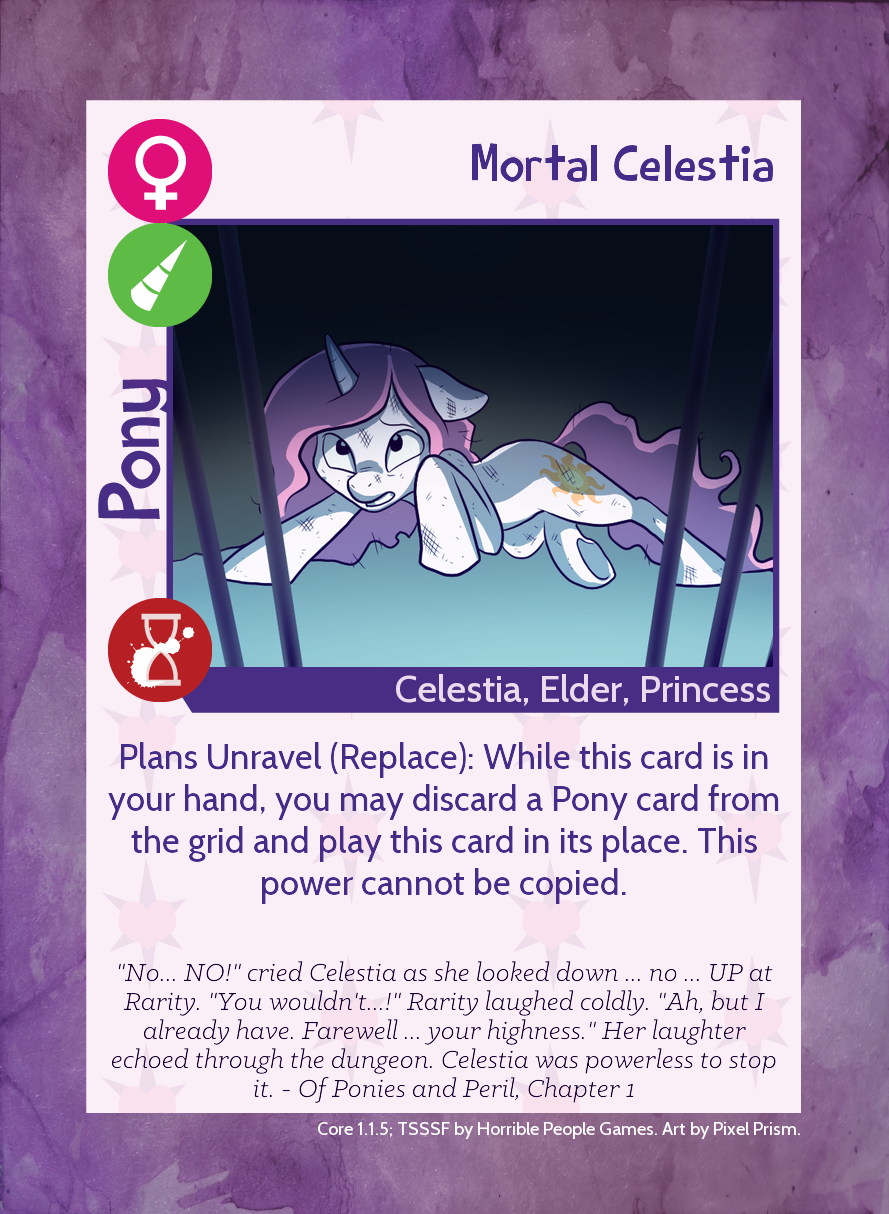 Mortal Celestia
Pony
Celestia, Elder, Princess
Plans Unravel (Replace): While this card is in
your hand, you may discard a Pony card from
the grid and play this card in its place. This
power cannot be copied.
"No... NO!" cried Celestia as she looked down ... no ... UP at
Rarity. "You wouldn't...!" Rarity laughed coldly. "Ah, but I
already have. Farewell ... your highness." Her laughter
echoed through the dungeon. Celestia was powerless to stop
it. - Of Ponies and Peril, Chapter 1
Core 1.1.5; TSSSF by Horrible People Games. Art by Pixel Prism.